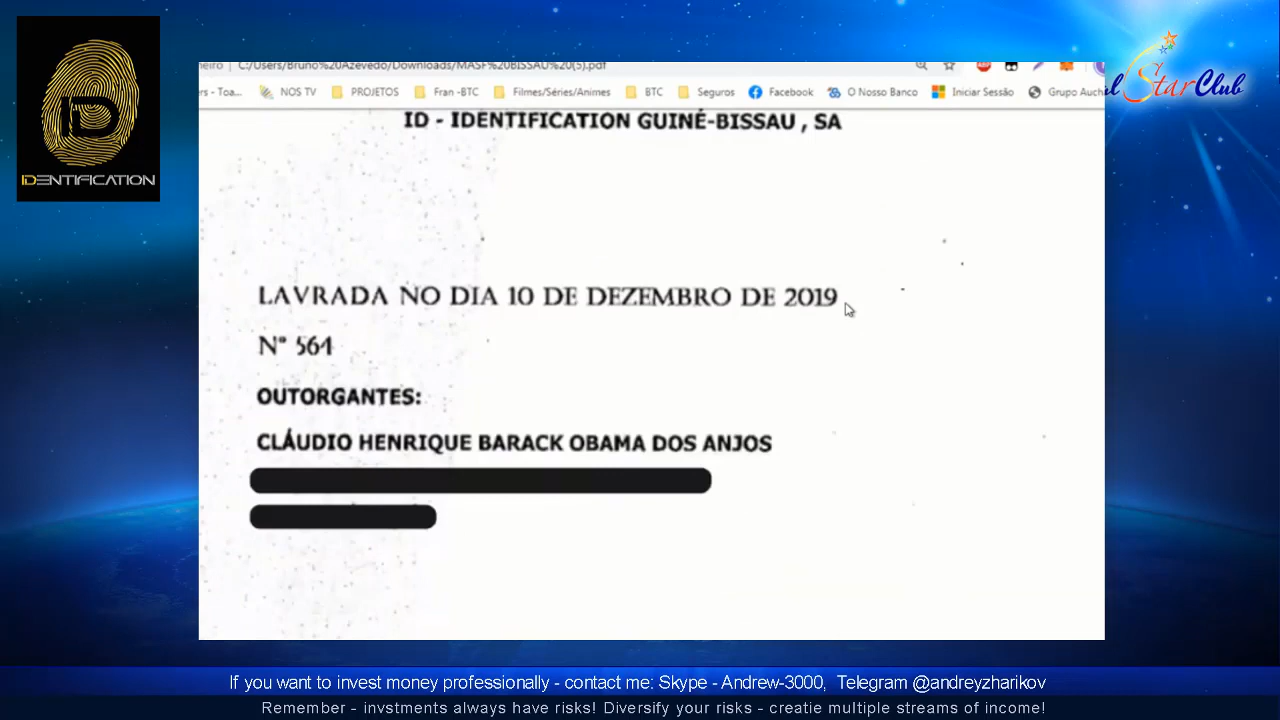 IDENTIFICATION
StarClub
C:/Users/Bruno%20Azevedo/Downloads/MASF%20BISSAU%20(5).pdf
NOS TV PROJETOS Fran -BTC Filmes/Séries/Animes BTC Seguros Facebook O Nosso Banco Iniciar Sessão Grupo Aucha
ID - IDENTIFICATION GUINÉ-BISSAU , SA
LAVRADA NO DIA 10 DE DEZEMBRO DE 2019
N° 564
OUTORGANTES:
CLÁUDIO HENRIQUE BARACK OBAMA DOS ANJOS
If you want to invest money professionally - contact me: Skype - Andrew-3000, Telegram @andreyzharikov
Remember - invstments always have risks! Diversify your risks - creatie multiple streams of income!